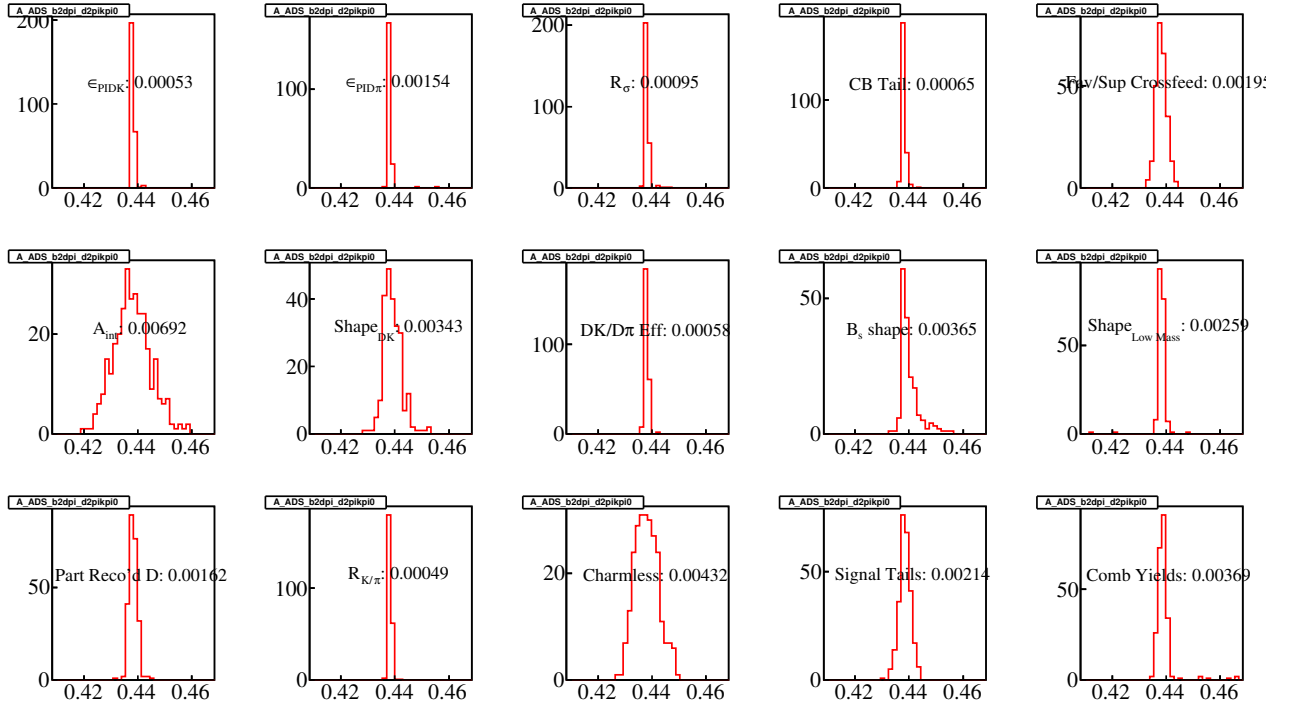 A_ADS_b2dpi_d2pikpi0 A_ADS_b2dpi_d2pikpi0 A_ADS_b2dpi_d2pikpi0 A_ADS_b2dpi_d2pikpi0 A_ADS_b2dpi_d2pikpi0
200 200
∈PIDK: 0.00053 ∈PIDπ: 0.00154 Rσ: 0.00095 CB Tail: 0.00065 Fav/Sup Crossfeed: 0.00195
100 100 100 100 50
0 0 0 0 0
0.42 0.44 0.46 0.42 0.44 0.46 0.42 0.44 0.46 0.42 0.44 0.46 0.42 0.44 0.46
A_ADS_b2dpi_d2pikpi0 A_ADS_b2dpi_d2pikpi0 A_ADS_b2dpi_d2pikpi0 A_ADS_b2dpi_d2pikpi0 A_ADS_b2dpi_d2pikpi0
40 50
Aint: 0.00692 ShapeDK: 0.00343 DK/Dπ Eff: 0.00058 Bs shape: 0.00365 ShapeLow Mass: 0.00259
20 20 100 50
0 0 0 0 0
0.42 0.44 0.46 0.42 0.44 0.46 0.42 0.44 0.46 0.42 0.44 0.46 0.42 0.44 0.46
A_ADS_b2dpi_d2pikpi0 A_ADS_b2dpi_d2pikpi0 A_ADS_b2dpi_d2pikpi0 A_ADS_b2dpi_d2pikpi0 A_ADS_b2dpi_d2pikpi0
Part Reco'd D: 0.00162 RK/π: 0.00049 Charmless: 0.00432 Signal Tails: 0.00214 Comb Yields: 0.00369
50 100 20 50 50
0 0 0 0 0
0.42 0.44 0.46 0.42 0.44 0.46 0.42 0.44 0.46 0.42 0.44 0.46 0.42 0.44 0.46